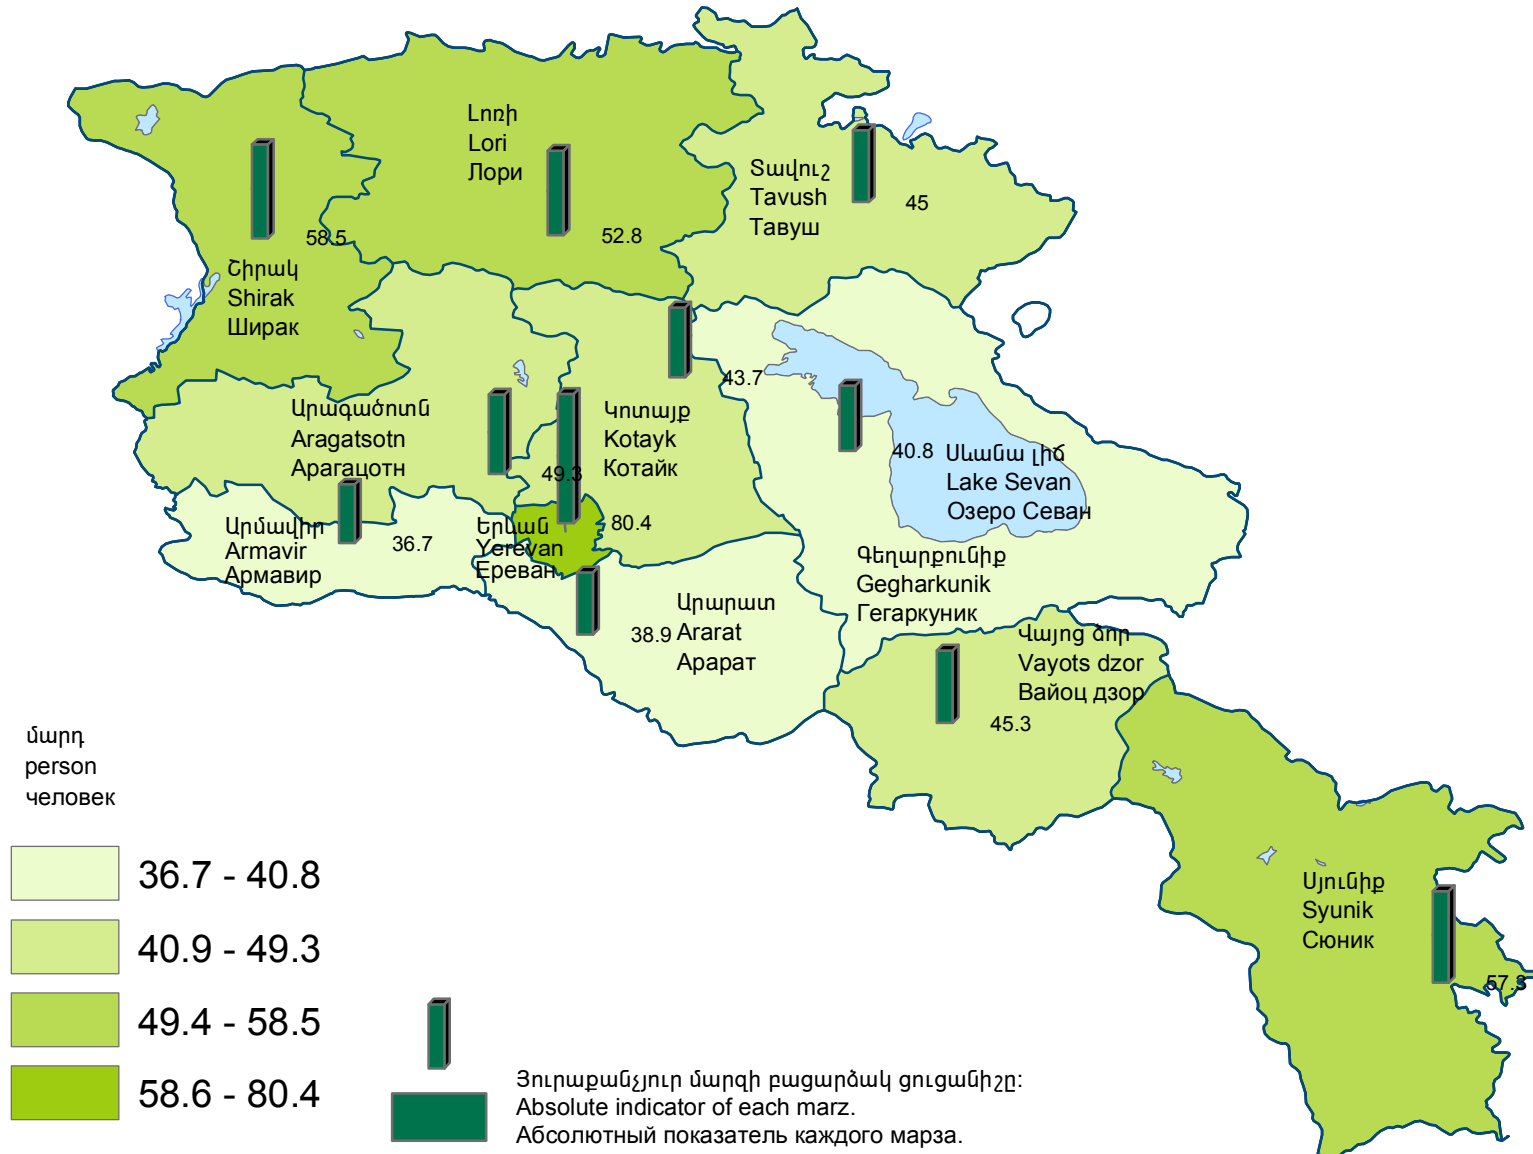 Լոռի
Lori
Лори
52.8
Տավուշ
Tavush
Тавуш
45
58.5
Շիրակ
Shirak
Ширак
43.7
Արագածոտն
Aragatsotn
Арагацотн
49.3
Կոտայք
Kotayk
Котайк
40.8
Սևանա լիճ
Lake Sevan
Озеро Севан
Արմավիր
Armavir
Армавир
36.7
Երևան
Yerevan
Ереван
80.4
Գեղարքունիք
Gegharkunik
Гегаркуник
38.9
Արարատ
Ararat
Арарат
Վայոց ձոր
Vayots dzor
Вайоц дзор
45.3
Սյունիք
Syunik
Сюник
57.3
մարդ
person
человек
36.7 - 40.8
40.9 - 49.3
49.4 - 58.5
58.6 - 80.4
Յուրաքանչյուր մարզի բացարձակ ցուցանիշը:
Absolute indicator of each marz.
Абсолютный показатель каждого марза.